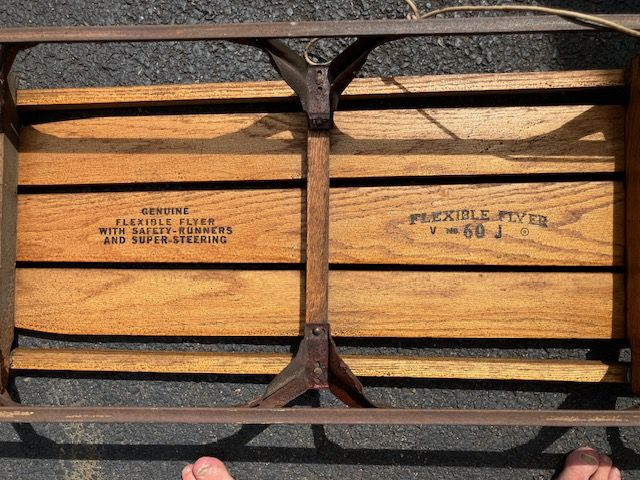 GENUINE
FLEXIBLE FLYER
WITH SAFETY-RUNNERS
AND SUPER-STEERING
FLEXIBLE FLYER
V NO. 60 J